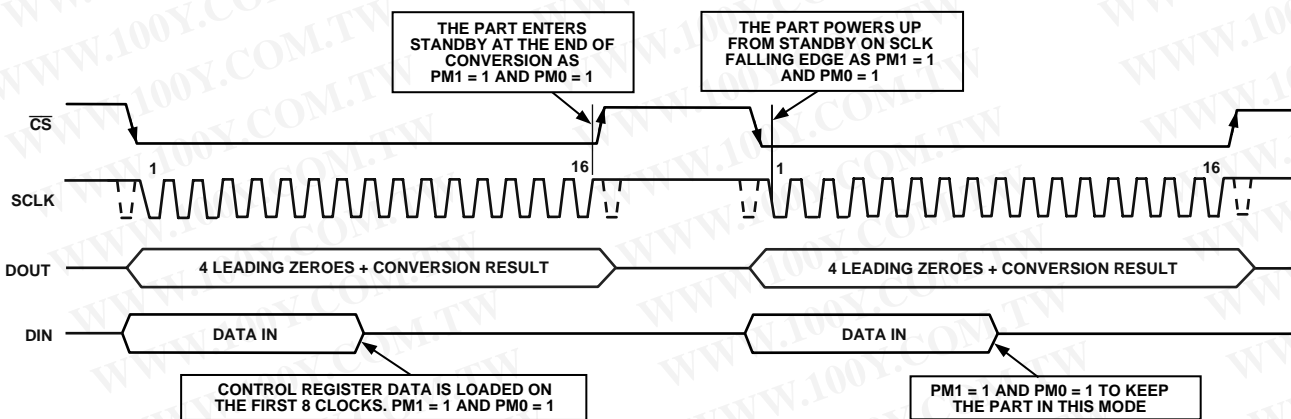 THE PART ENTERS
STANDBY AT THE END OF
CONVERSION AS
PM1 = 1 AND PM0 = 1
THE PART POWERS UP
FROM STANDBY ON SCLK
FALLING EDGE AS PM1 = 1
AND PM0 = 1
CS
1
16
1
16
SCLK
DOUT
4 LEADING ZEROES + CONVERSION RESULT
4 LEADING ZEROES + CONVERSION RESULT
DIN
DATA IN
DATA IN
CONTROL REGISTER DATA IS LOADED ON
THE FIRST 8 CLOCKS. PM1 = 1 AND PM0 = 1
PM1 = 1 AND PM0 = 1 TO KEEP
THE PART IN THIS MODE
WWW.100Y.COM.TW